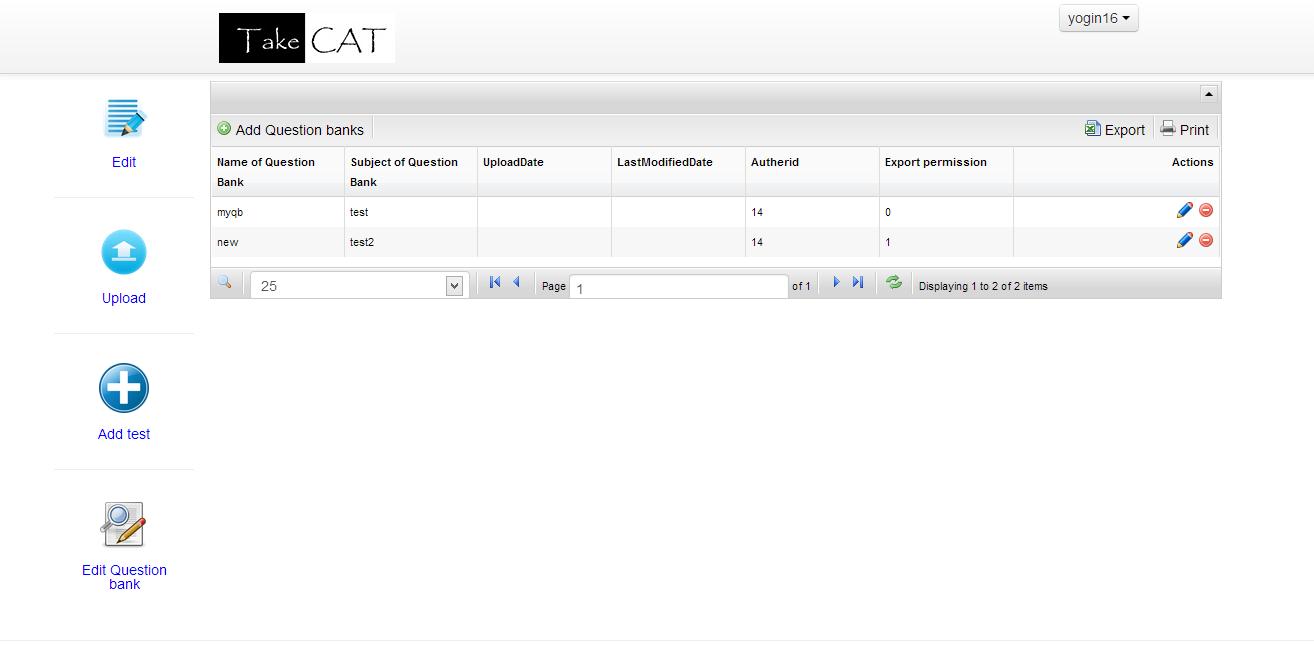 Take CAT
yogin16
Edit
Upload
Add test
Edit Question
bank
Add Question banks
Export
Print
Name of Question
Bank
Subject of Question
Bank
UploadDate
LastModifiedDate
Autherid
Export permission
Actions
myqb test 14 0
new test2 14 1
25
Page 1 of 1
Displaying 1 to 2 of 2 items